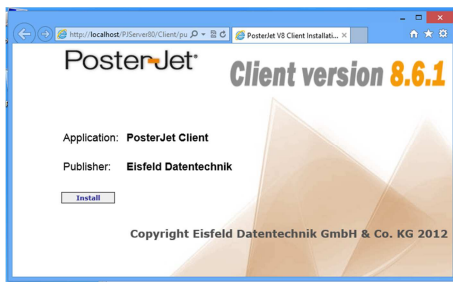 http://localhost/PJServer80/Client/pu
PosterJet V8 Client Installati...
PosterJet
Client version 8.6.1
Application: PosterJet Client
Publisher: Eisfeld Datentechnik
Install
Copyright Eisfeld Datentechnik GmbH & Co. KG 2012